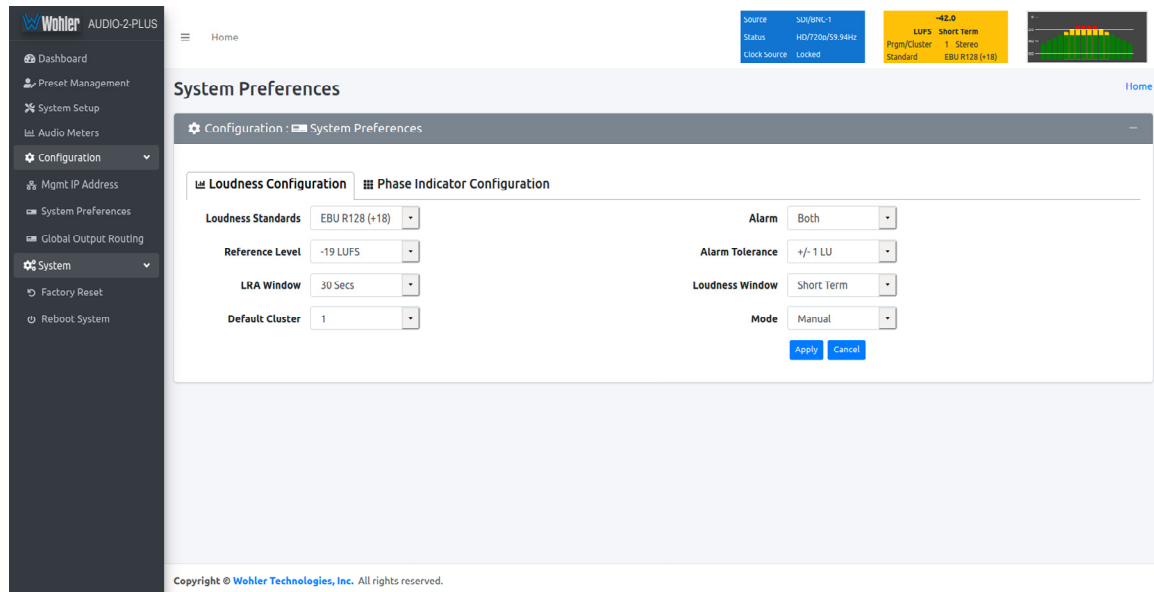 Wohler AUDIO-2-PLUS
Dashboard
Preset Management
System Setup
Audio Meters
Configuration
Mgmt IP Address
System Preferences
Global Output Routing
System
Factory Reset
Reboot System
Home
Source SDI/BNC-1
Status HD/720p/59.94Hz
Clock Source Locked
-42.0
LUFS Short Term
Prgm/Cluster 1 Stereo
Standard EBU R128 (+18)
System Preferences
Home
Configuration : System Preferences
Loudness Configuration
Phase Indicator Configuration
Loudness Standards EBU R128 (+18)
Alarm Both
Reference Level -19 LUFS
Alarm Tolerance +/- 1 LU
LRA Window 30 Secs
Loudness Window Short Term
Default Cluster 1
Mode Manual
Apply Cancel
Copyright © Wohler Technologies, Inc. All rights reserved.